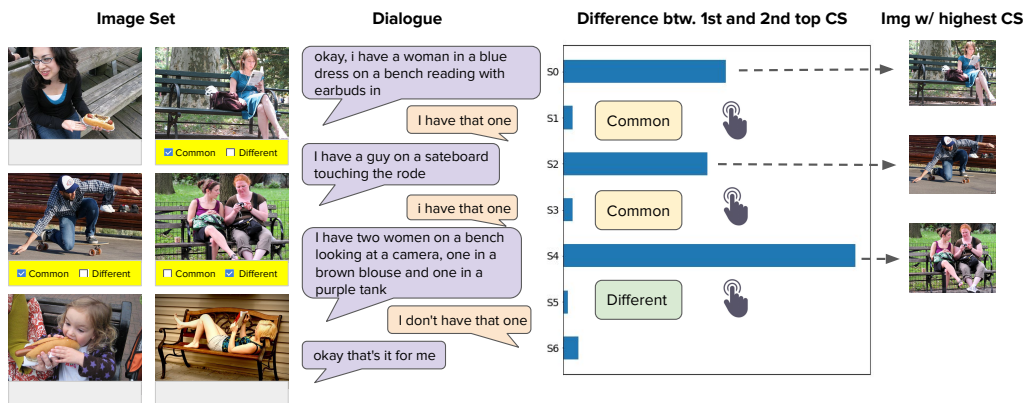 Image Set
Dialogue
Difference btw. 1st and 2nd top CS
Img w/ highest CS
Common Different
Common Different
Common Different
okay, i have a woman in a blue
dress on a bench reading with
earbuds in
I have that one
I have a guy on a sateboard
touching the rode
i have that one
I have two women on a bench
looking at a camera, one in a
brown blouse and one in a
purple tank
I don't have that one
okay that's it for me
S0
S1
Common
S2
S3
Common
S4
S5
Different
S6